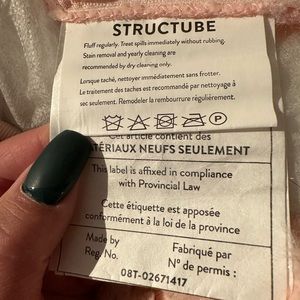 STRUCTUBE
Fluff regularly. Treat spills immediately without rubbing.
Stain removal and yearly cleaning are
recommended by dry cleaning only.
Lorsque taché, nettoyer immédiatement sans frotter.
Le traitement des taches est recommandé par nettoyage à
sec seulement. Remodeler la rembourrure régulièrement.
P
Cet article contient des
MATÉRIAUX NEUFS SEULEMENT
This label is affixed in compliance
with Provincial Law
Cette étiquette est apposée
conformément à la loi de la province
Made by
Reg. No.
Fabriqué par
N° de permis :
08T-02671417